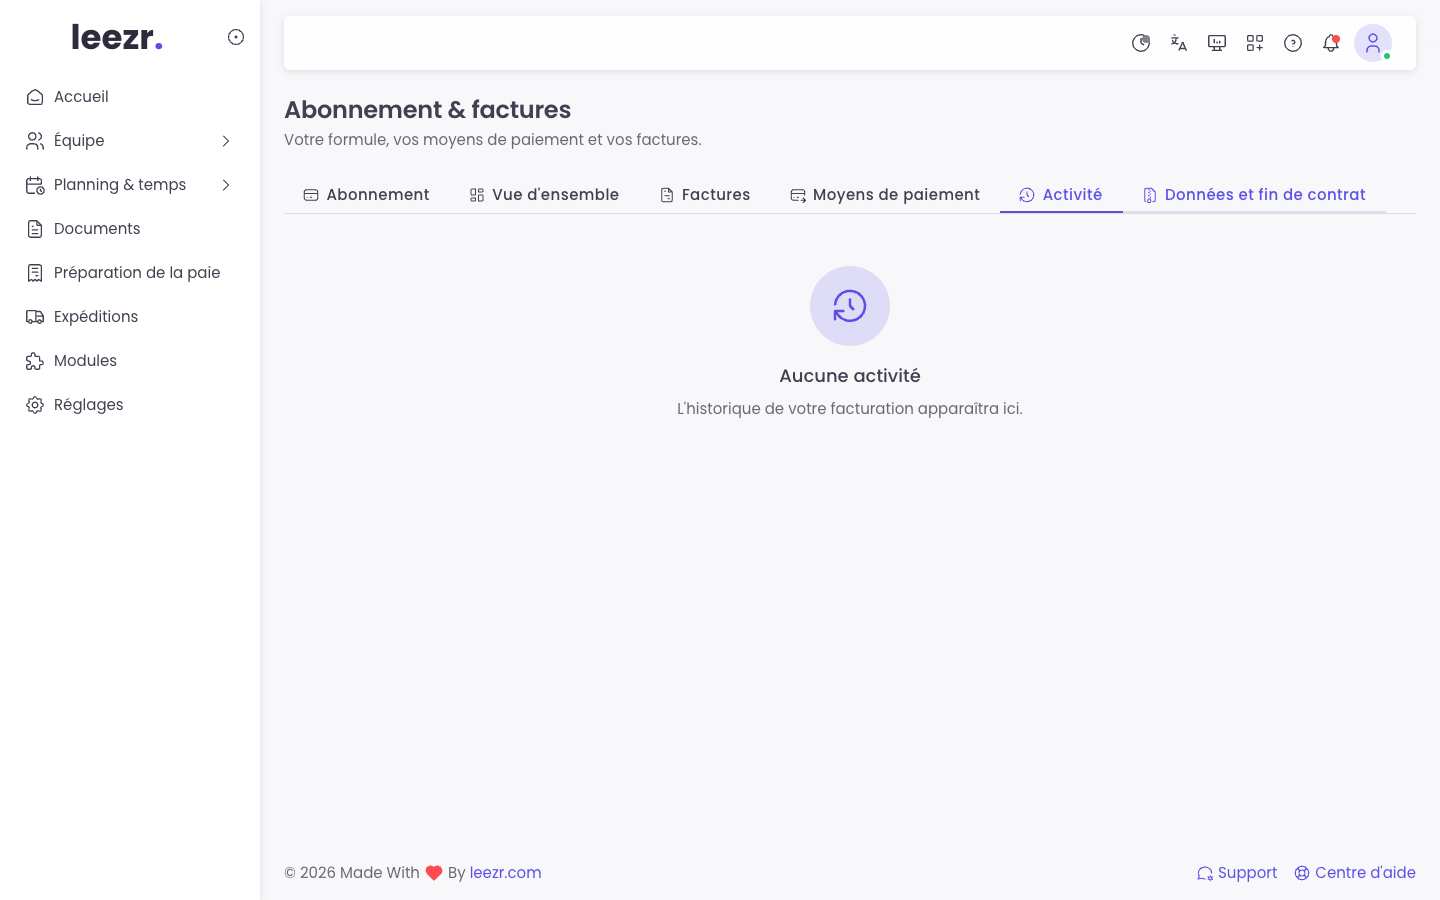 leezr.
Accueil
Équipe
Planning & temps
Documents
Préparation de la paie
Expéditions
Modules
Réglages
Abonnement & factures
Votre formule, vos moyens de paiement et vos factures.
Abonnement Vue d'ensemble Factures Moyens de paiement Activité Données et fin de contrat
Aucune activité
L'historique de votre facturation apparaîtra ici.
© 2026 Made With By leezr.com Support Centre d'aide